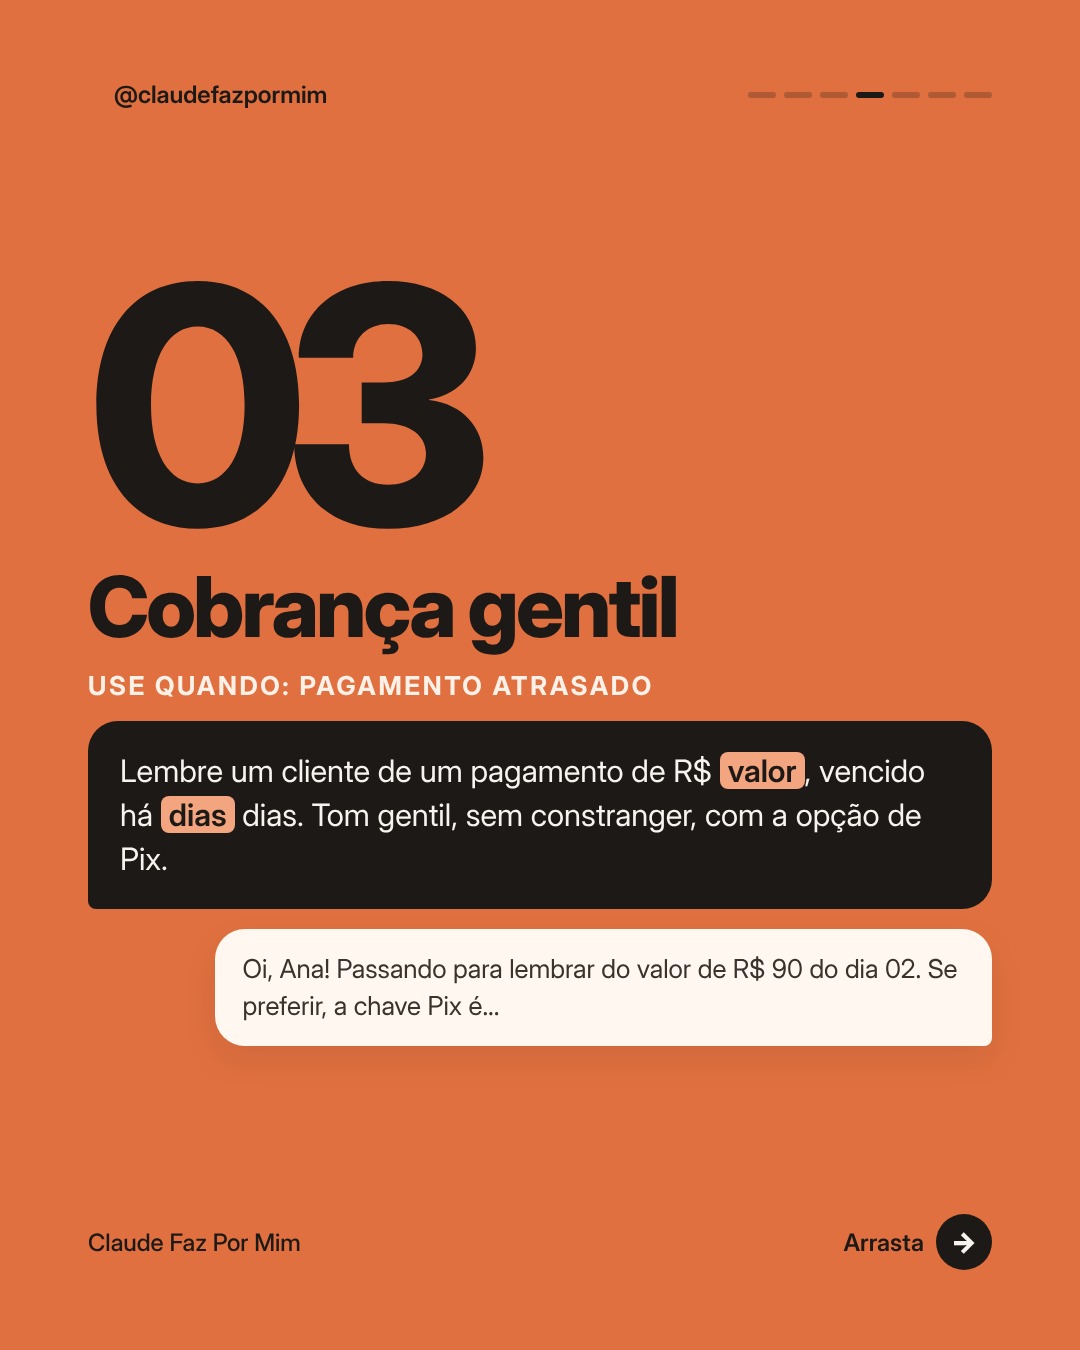 @claudefazpormim
03
Cobrança gentil
USE QUANDO: PAGAMENTO ATRASADO
Lembre um cliente de um pagamento de R$ valor, vencido
há dias dias. Tom gentil, sem constranger, com a opção de
Pix.
Oi, Ana! Passando para lembrar do valor de R$ 90 do dia 02. Se
preferir, a chave Pix é...
Claude Faz Por Mim
Arrasta